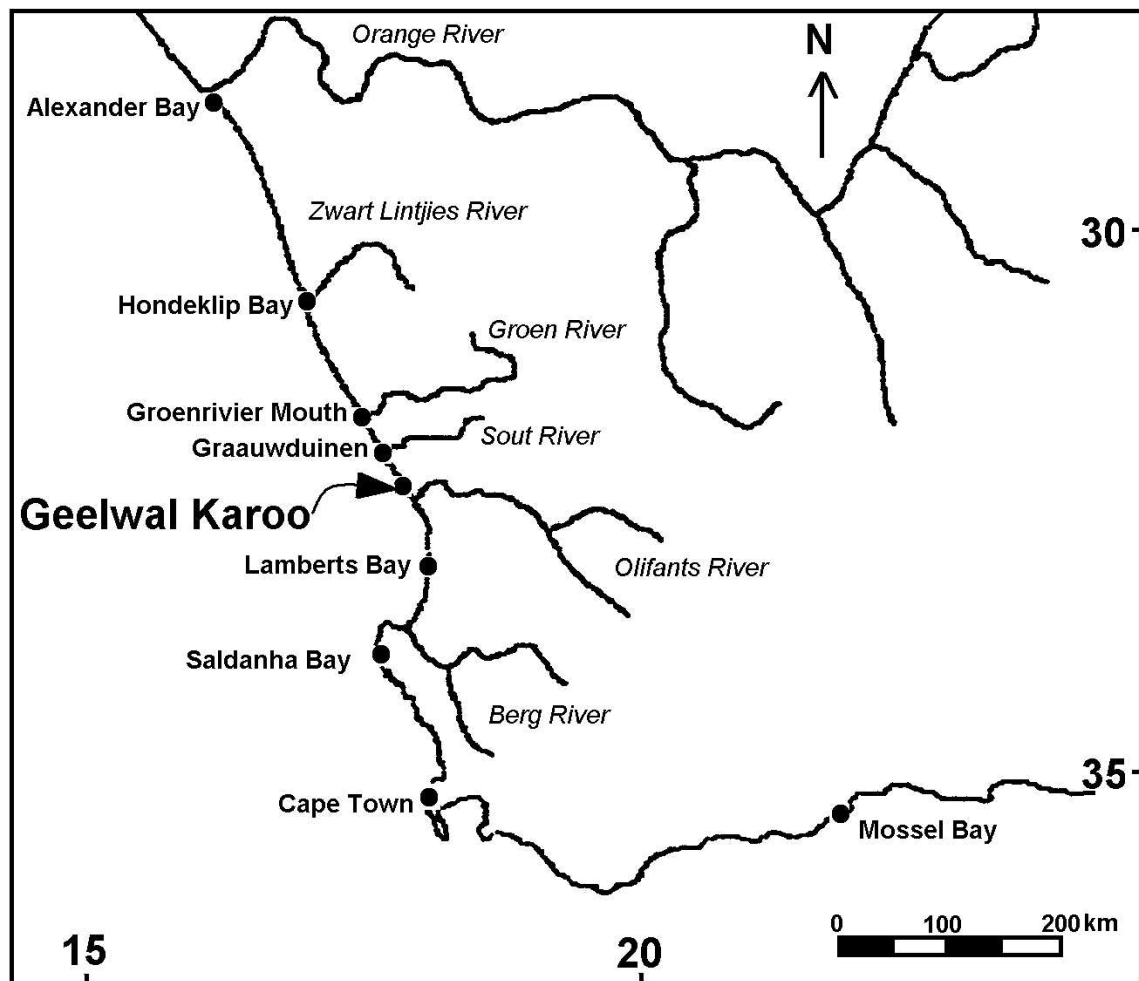 Orange River
N
Alexander Bay
Zwart Lintjies River
30
Hondeklip Bay
Groen River
Groenrivier Mouth
Sout River
Graauwduinen
Geelwal Karoo
Lamberts Bay
Olifants River
Saldanha Bay
Berg River
35
Cape Town
Mossel Bay
0 100 200 km
15 20